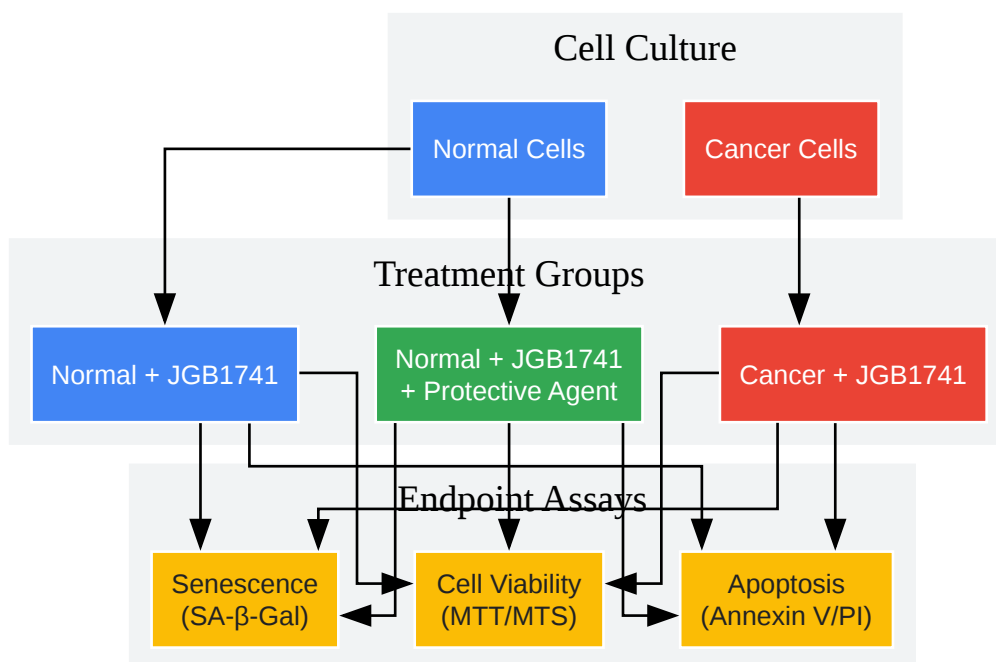 Cell Culture
Normal Cells
Cancer Cells
Treatment Groups
Normal + JGB1741
Normal + JGB1741
+ Protective Agent
Cancer + JGB1741
Endpoint Assays
Senescence
(SA-β-Gal)
Cell Viability
(MTT/MTS)
Apoptosis
(Annexin V/PI)